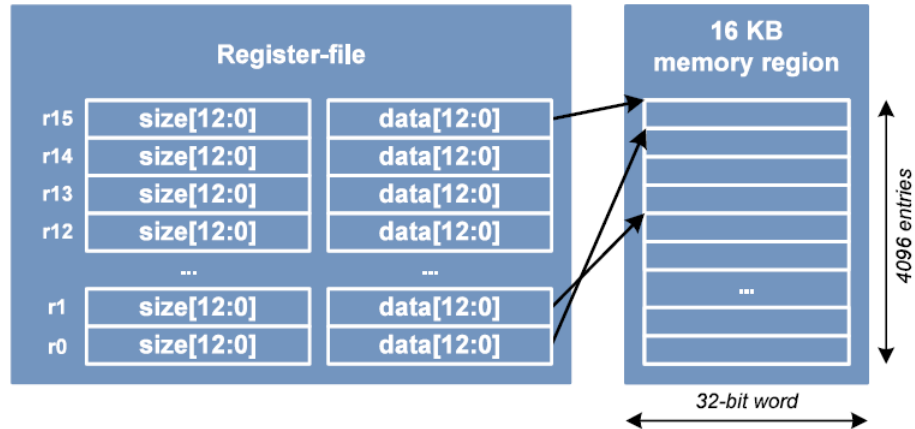 Register-file
r15 size[12:0] data[12:0]
r14 size[12:0] data[12:0]
r13 size[12:0] data[12:0]
r12 size[12:0] data[12:0]
... ...
r1 size[12:0] data[12:0]
r0 size[12:0] data[12:0]
16 KB
memory region
...
4096 entries
32-bit word